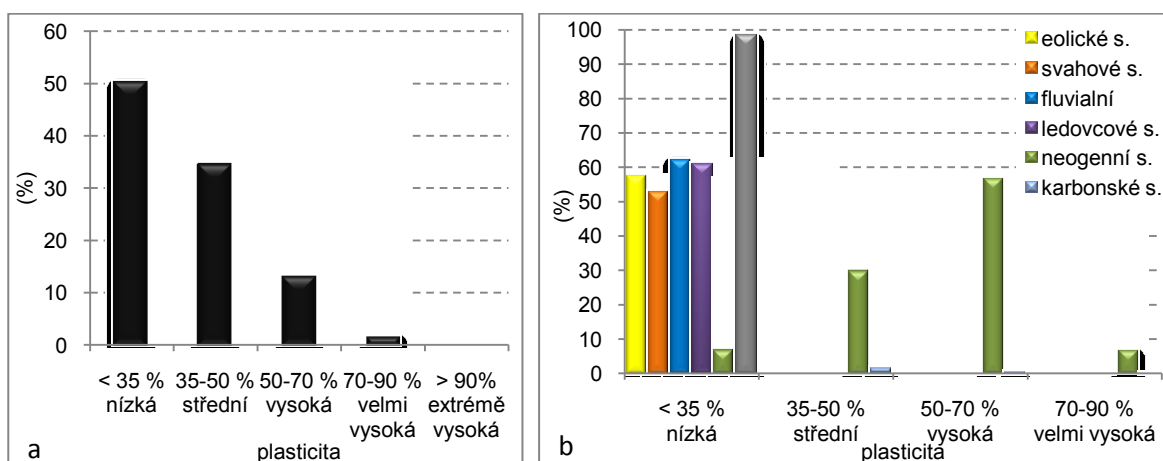 60
50
40
30
20
10
0
(%)
< 35 % 35-50 % 50-70 % 70-90 % > 90%
nízká střední vysoká velmi extrémě
vysoká vysoká
plasticita
a
100
90
80
70
60
50
40
30
20
10
0
(%)
eolické s.
svahové s.
fluvialní
ledovcové s.
neogenní s.
karbonské s.
< 35 % 35-50 % 50-70 % 70-90 %
nízká střední vysoká velmi vysoká
plasticita
b